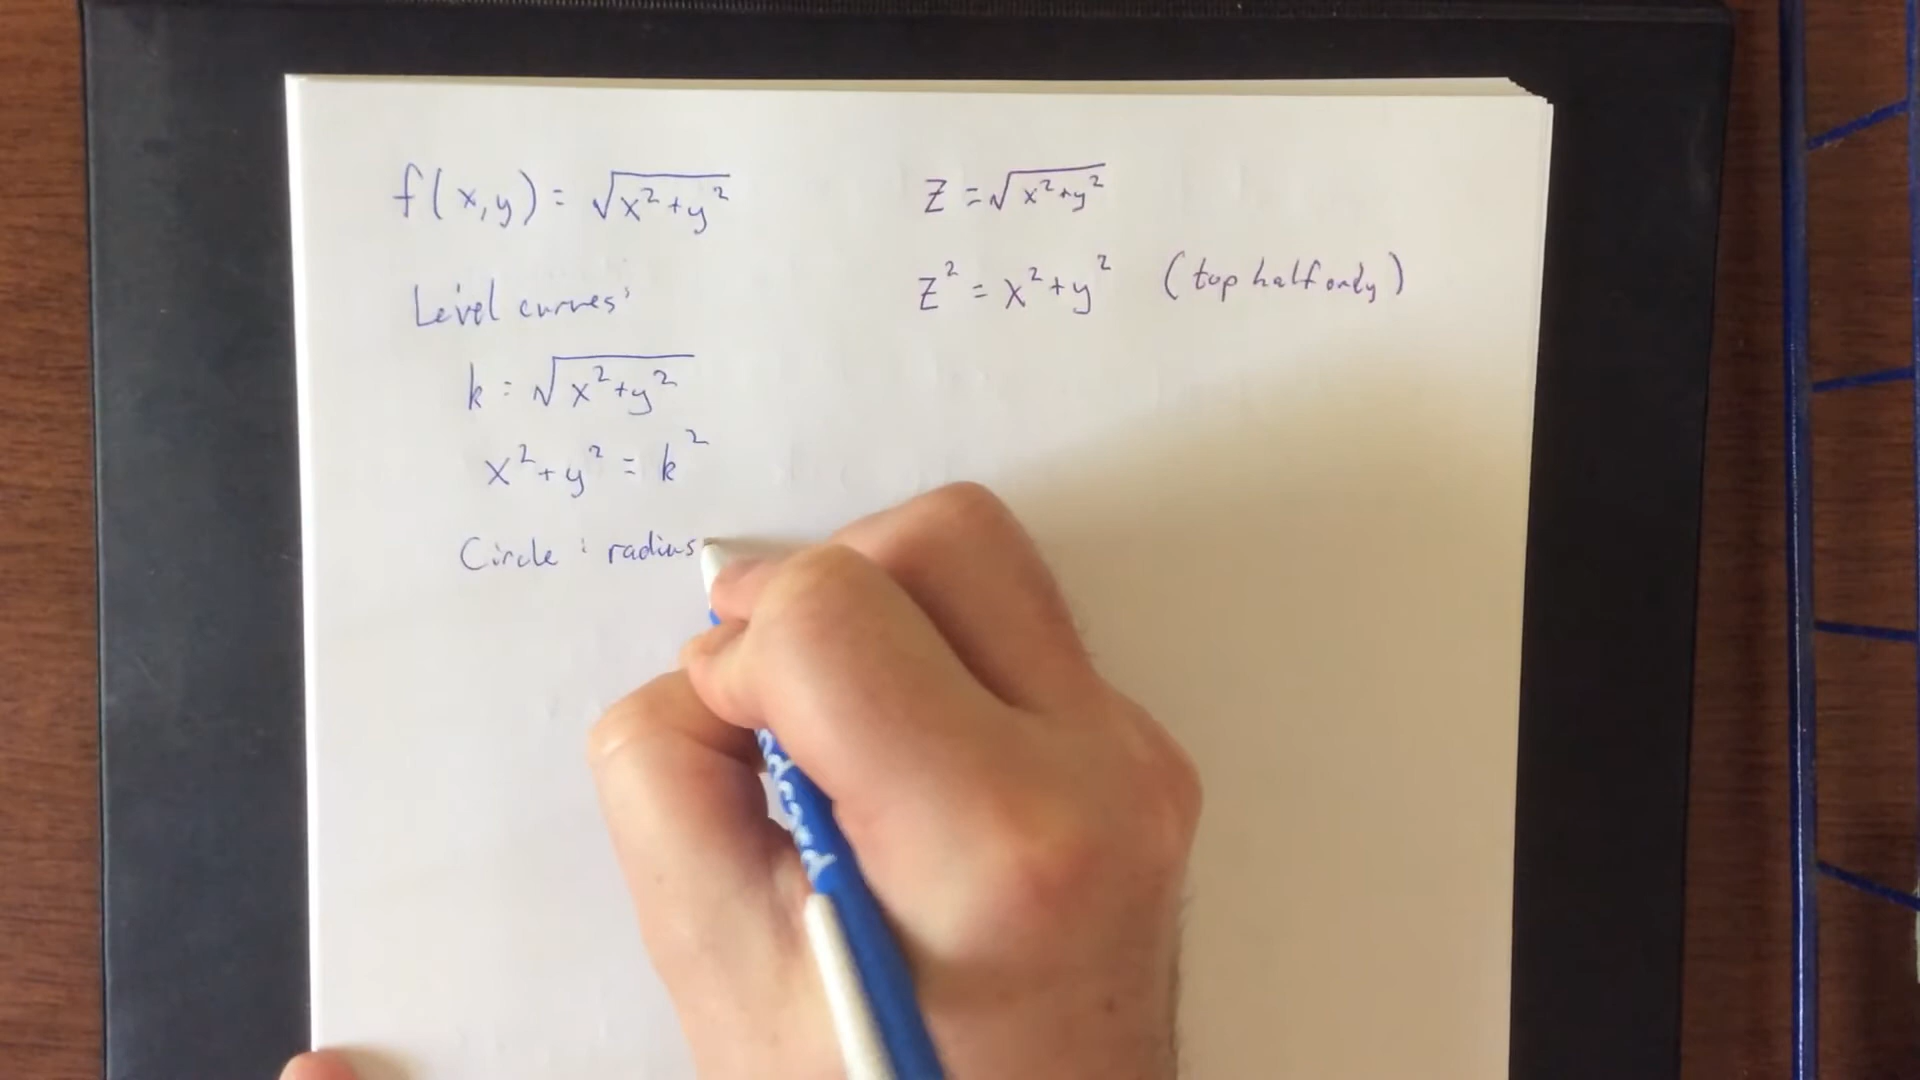 f(x,y) = √x²+y²
Level curves:
k = √x²+y²
x²+y² = k²
Circle : radius
z = √x²+y²
z² = x²+y² (top half only)